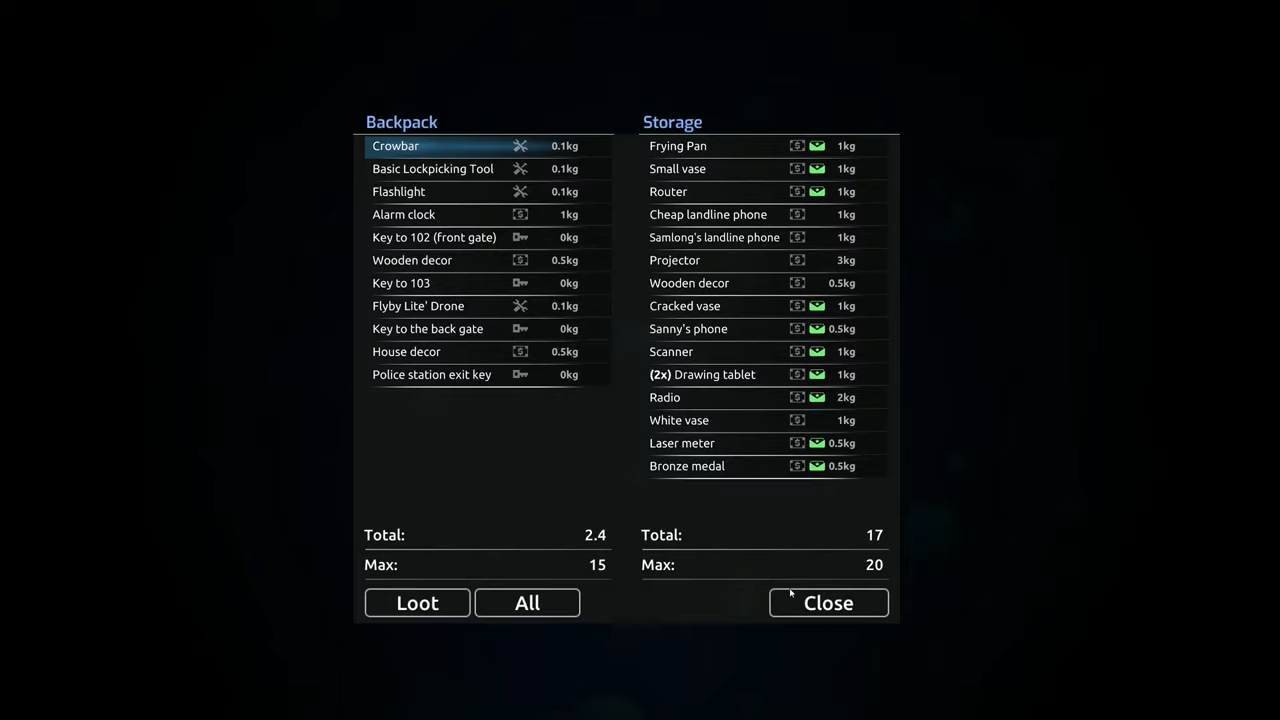 Backpack
Crowbar 0.1kg
Basic Lockpicking Tool 0.1kg
Flashlight 0.1kg
Alarm clock 1kg
Key to 102 (front gate) 0kg
Wooden decor 0.5kg
Key to 103 0kg
Flyby Lite' Drone 0.1kg
Key to the back gate 0kg
House decor 0.5kg
Police station exit key 0kg
Total: 2.4
Max: 15
Loot All
Storage
Frying Pan 1kg
Small vase 1kg
Router 1kg
Cheap landline phone 1kg
Samlong's landline phone 1kg
Projector 3kg
Wooden decor 0.5kg
Cracked vase 1kg
Sanny's phone 0.5kg
Scanner 1kg
(2x) Drawing tablet 1kg
Radio 2kg
White vase 1kg
Laser meter 0.5kg
Bronze medal 0.5kg
Total: 17
Max: 20
Close